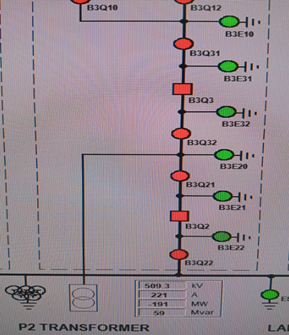 B3Q10
B3Q12
B3E10
B3Q31
B3E31
B3Q3
B3E32
B3Q32
B3E20
B3Q21
B3E21
B3Q2
B3E22
B3Q22
509.3 kV
221 A
-191 MW
59 Mvar
P2 TRANSFORMER